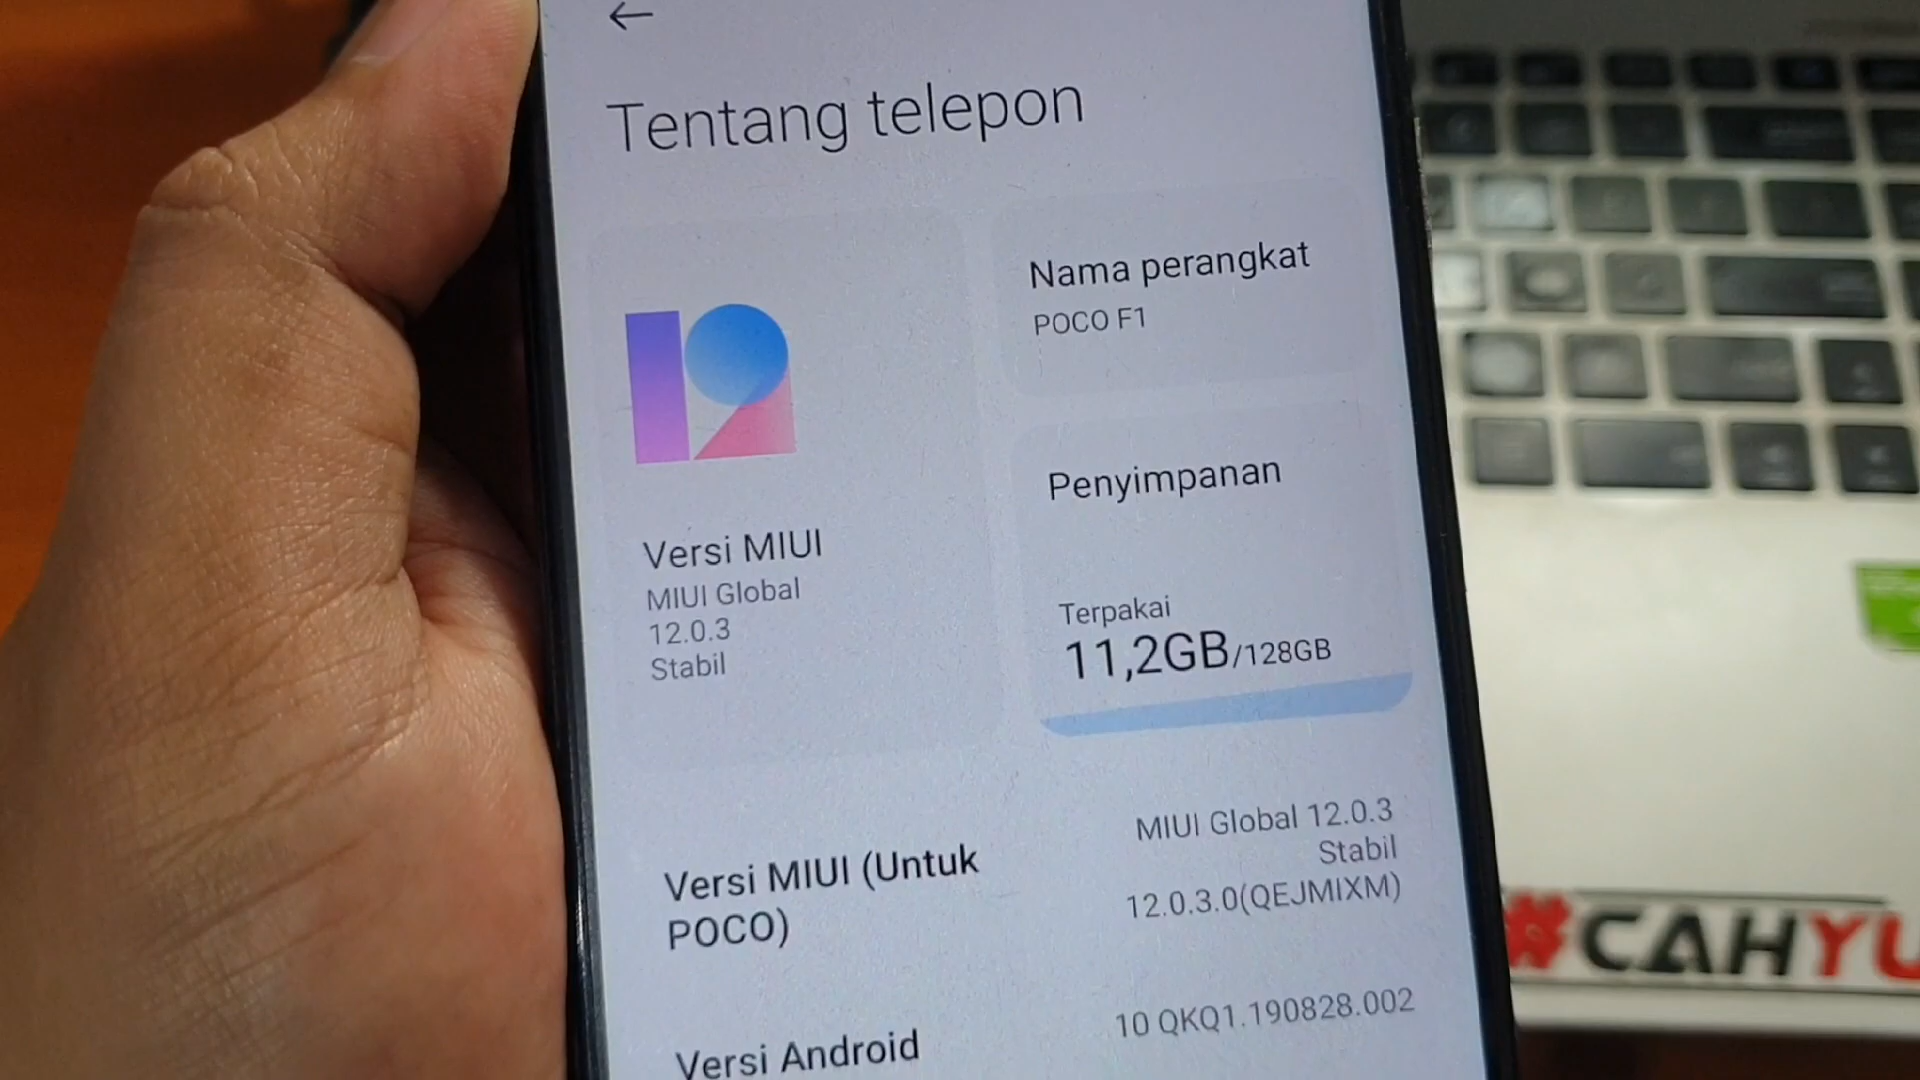 Tentang telepon
Nama perangkat
POCO F1
Versi MIUI
MIUI Global
12.0.3
Stabil
Penyimpanan
Terpakai
11,2GB/128GB
Versi MIUI (Untuk
POCO)
MIUI Global 12.0.3
Stabil
12.0.3.0(QEJMIXM)
Versi Android
10 QKQ1.190828.002
#CAHYU